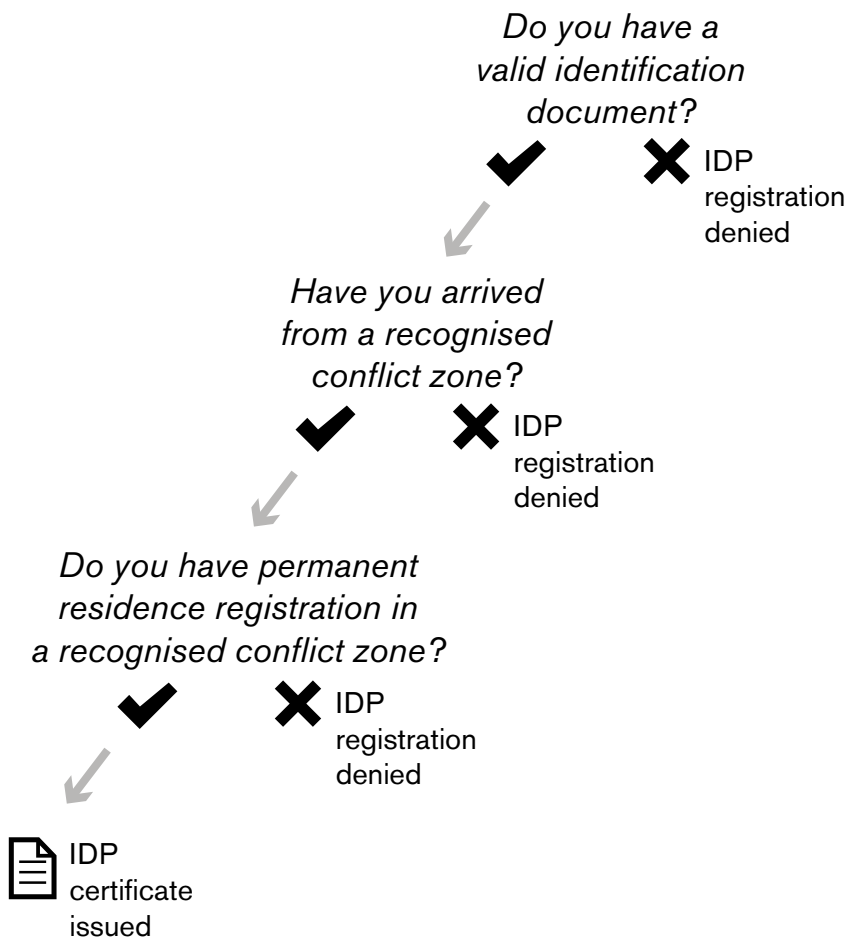 Do you have a
valid identification
document?
IDP
registration
denied
Have you arrived
from a recognised
conflict zone?
IDP
registration
denied
Do you have permanent
residence registration in
a recognised conflict zone?
IDP
registration
denied
IDP
certificate
issued